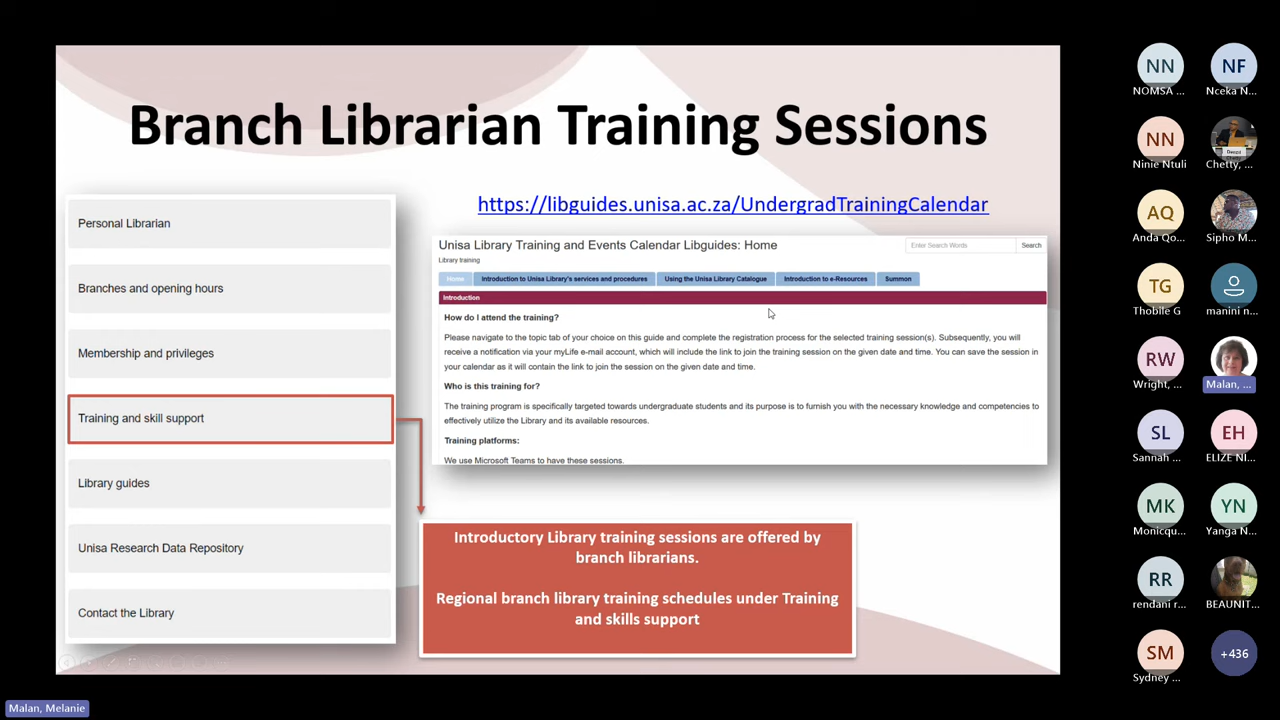 Branch Librarian Training Sessions
https://libguides.unisa.ac.za/UndergradTrainingCalendar
Personal Librarian
Branches and opening hours
Membership and privileges
Training and skill support
Library guides
Unisa Research Data Repository
Contact the Library
Unisa Library Training and Events Calendar Libguides: Home
Enter Search Words
Search
Library training
Home
Introduction to Unisa Library's services and procedures
Using the Unisa Library Catalogue
Introduction to e-Resources
Summon
Introduction
How do I attend the training?
Please navigate to the topic tab of your choice on this guide and complete the registration process for the selected training session(s). Subsequently, you will
receive a notification via your myLife e-mail account, which will include the link to join the training session on the given date and time. You can save the session in
your calendar as it will contain the link to join the session on the given date and time.
Who is this training for?
The training program is specifically targeted towards undergraduate students and its purpose is to furnish you with the necessary knowledge and competencies to
effectively utilize the Library and its available resources.
Training platforms:
We use Microsoft Teams to have these sessions.
Introductory Library training sessions are offered by
branch librarians.
Regional branch library training schedules under Training
and skills support
NN
NOMSA ...
NF
Nceka N...
NN
Ninie Ntuli
Chetty, ...
AQ
Anda Qo...
Sipho M...
TG
Thobile G
manini n...
RW
Wright, ...
Malan, ...
SL
Sannah ...
EH
ELIZE NI...
MK
Monicqu...
YN
Yanga N...
RR
rendani r...
BEAUNIT...
SM
Sydney ...
+436
Malan, Melanie